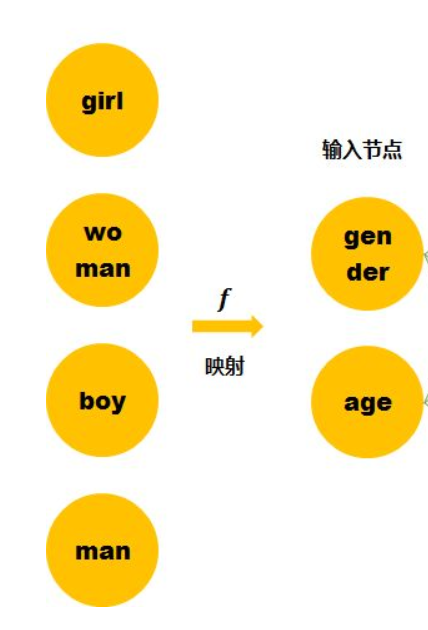 girl
输入节点
wo
man
gen
der
f
映射
boy
age
man